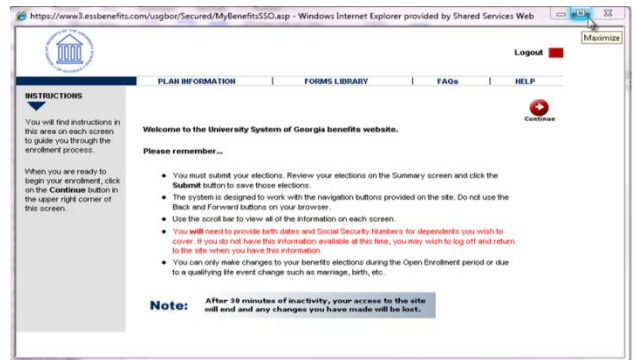 https://www3.essbenefits.com/usgbor/Secured/MyBenefitsSSO.asp - Windows Internet Explorer provided by Shared Services Web
Maximize
Logout
PLAN INFORMATION | FORMS LIBRARY | FAQs | HELP
INSTRUCTIONS
You will find instructions in
this area on each screen
to guide you through the
enrollment process.
When you are ready to
begin your enrollment, click
on the Continue button in
the upper right corner of
this screen.
Continue
Welcome to the University System of Georgia benefits website.
Please remember...
• You must submit your elections. Review your elections on the Summary screen and click the
Submit button to save those elections.
• The system is designed to work with the navigation buttons provided on the site. Do not use the
Back and Forward buttons on your browser.
• Use the scroll bar to view all of the information on each screen.
• You will need to provide birth dates and Social Security Numbers for dependents you wish to
cover. If you do not have this information available at this time, you may wish to log off and return
to the site when you have this information.
• You can only make changes to your benefits elections during the Open Enrollment period or due
to a qualifying life event change such as marriage, birth, etc.
Note: After 30 minutes of inactivity, your access to the site
will end and any changes you have made will be lost.